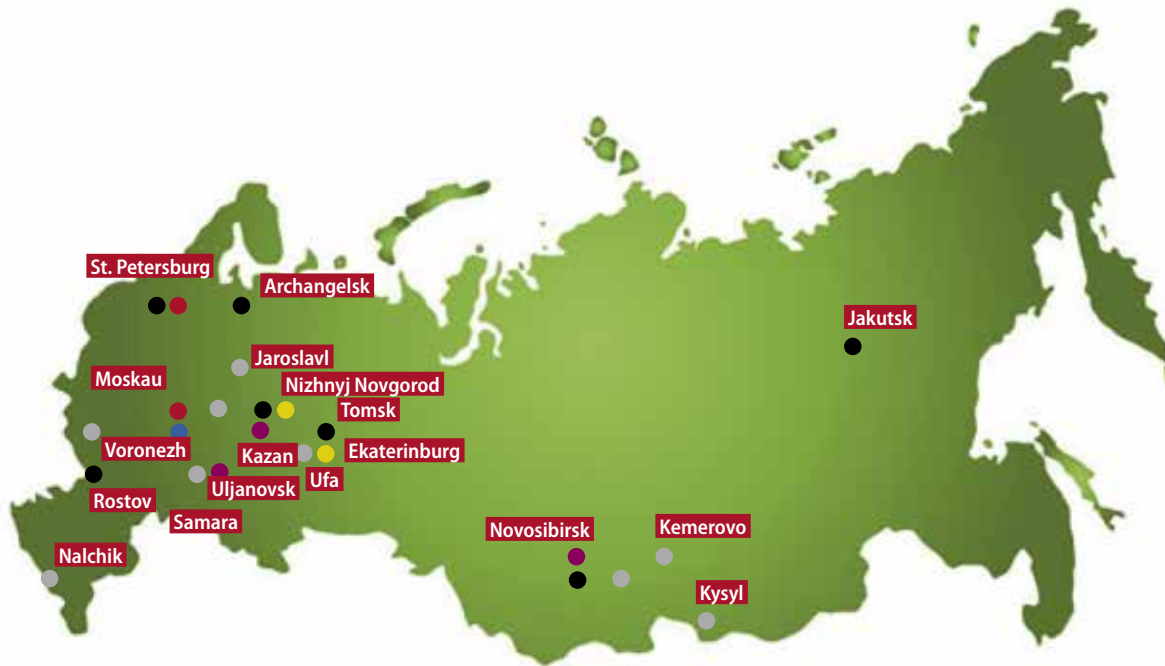 St. Petersburg
Archangelsk
Jakutsk
Jaroslavl
Moskau
Nizhnyj Novgorod
Tomsk
Voronezh
Kazan
Ekaterinburg
Ufa
Uljanovsk
Rostov
Samara
Novosibirsk
Kemerovo
Nalchik
Kysyl